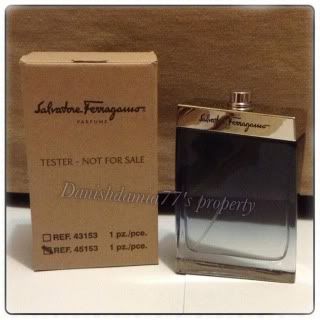 Salvatore Ferragamo
PARFUMS
TESTER - NOT FOR SALE
REF. 43153 1 pz./pce.
REF. 45153 1 pz./pce.
Salvatore Ferragamo
Danishdamia77's property